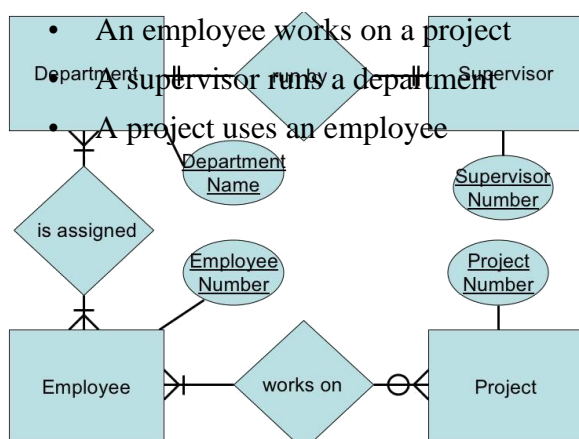 • An employee works on a project
Department
run by
Supervisor
• A supervisor runs a department
• A project uses an employee
Department
Name
Supervisor
Number
is assigned
Employee
Number
Project
Number
Employee
works on
Project